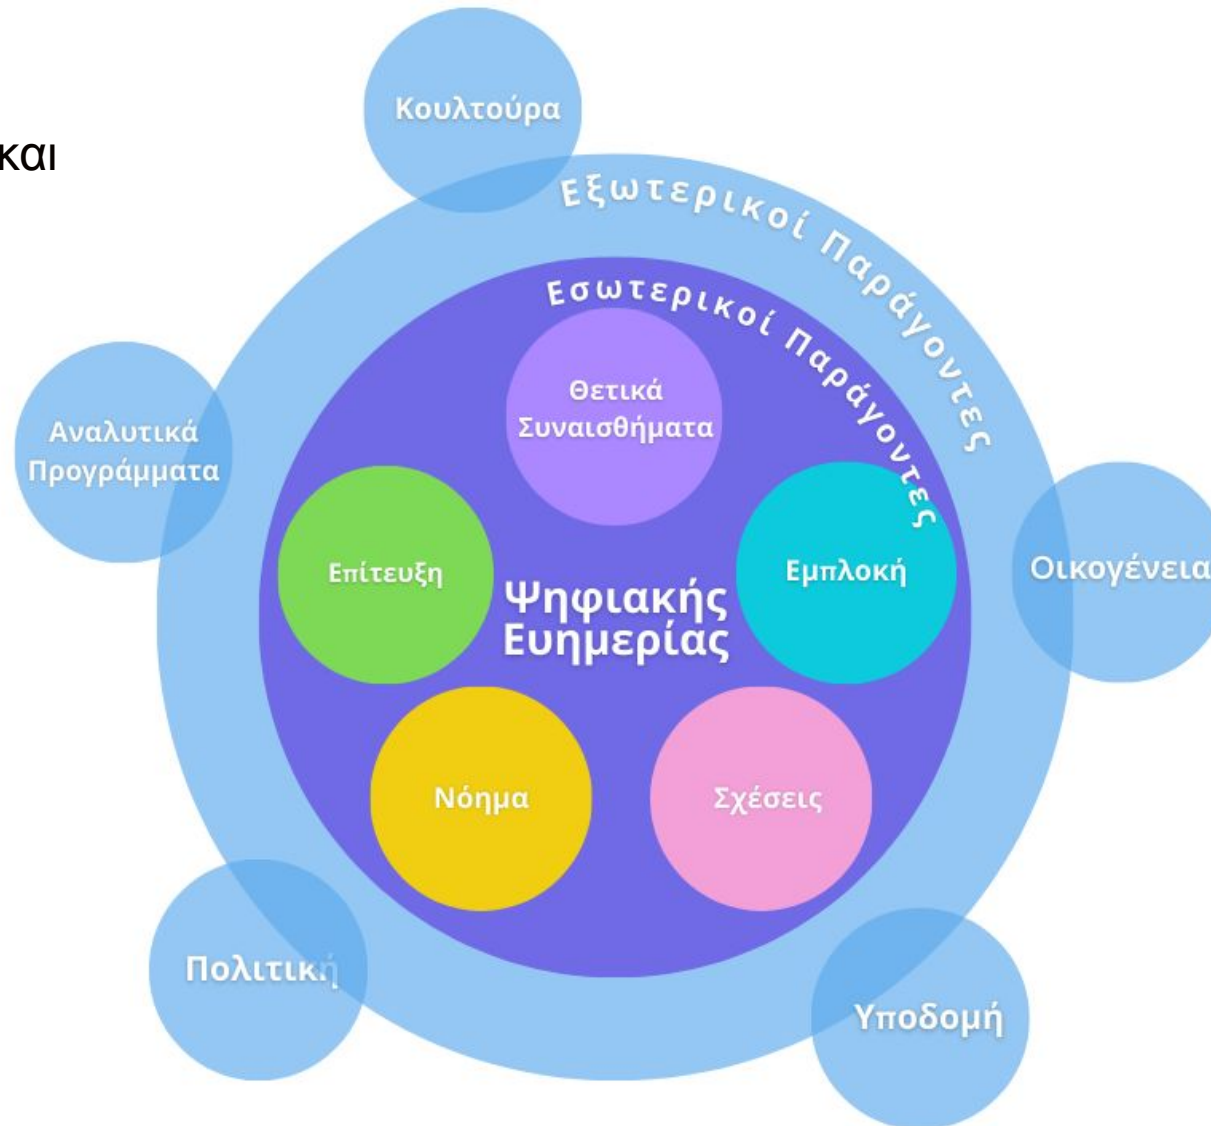 Κουλτούρα
και
Εξωτερικοί Παράγοντες
Εσωτερικοί Παράγοντες
Θετικά
Συναισθήματα
Αναλυτικά
Προγράμματα
Επίτευξη
Εμπλοκή
Οικογένεια
Ψηφιακής
Ευημερίας
Νόημα
Σχέσεις
Πολιτική
Υποδομή